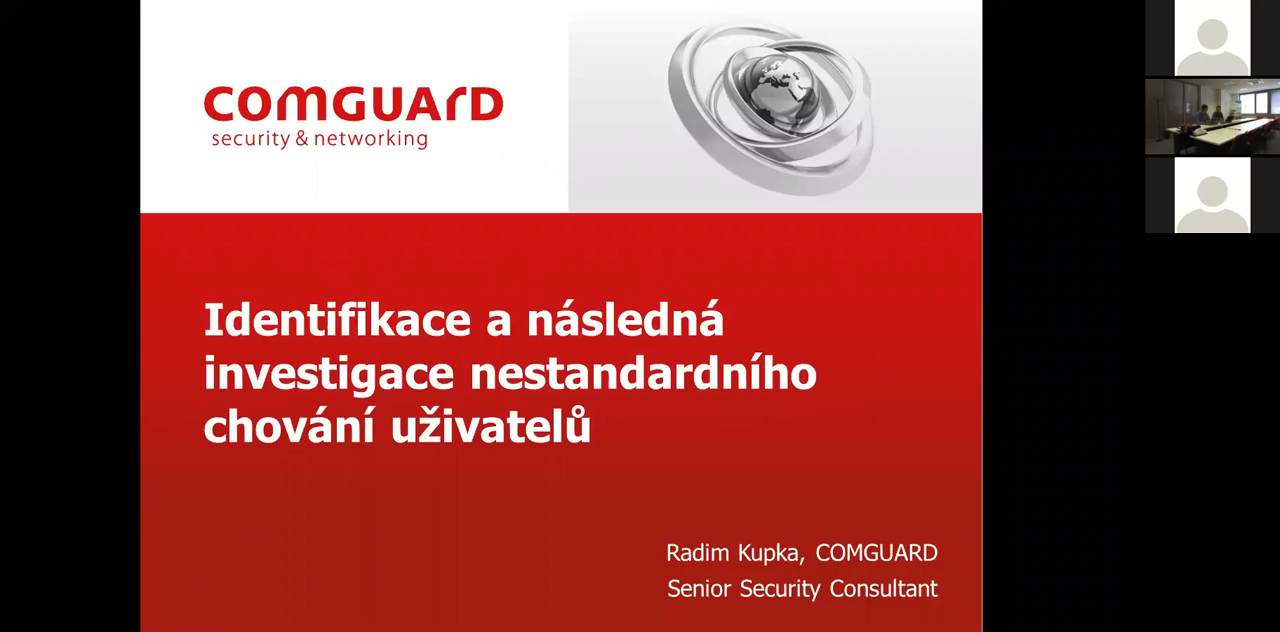 COMGUARD
security & networking
Identifikace a následná
investigace nestandardního
chování uživatelů
Radim Kupka, COMGUARD
Senior Security Consultant